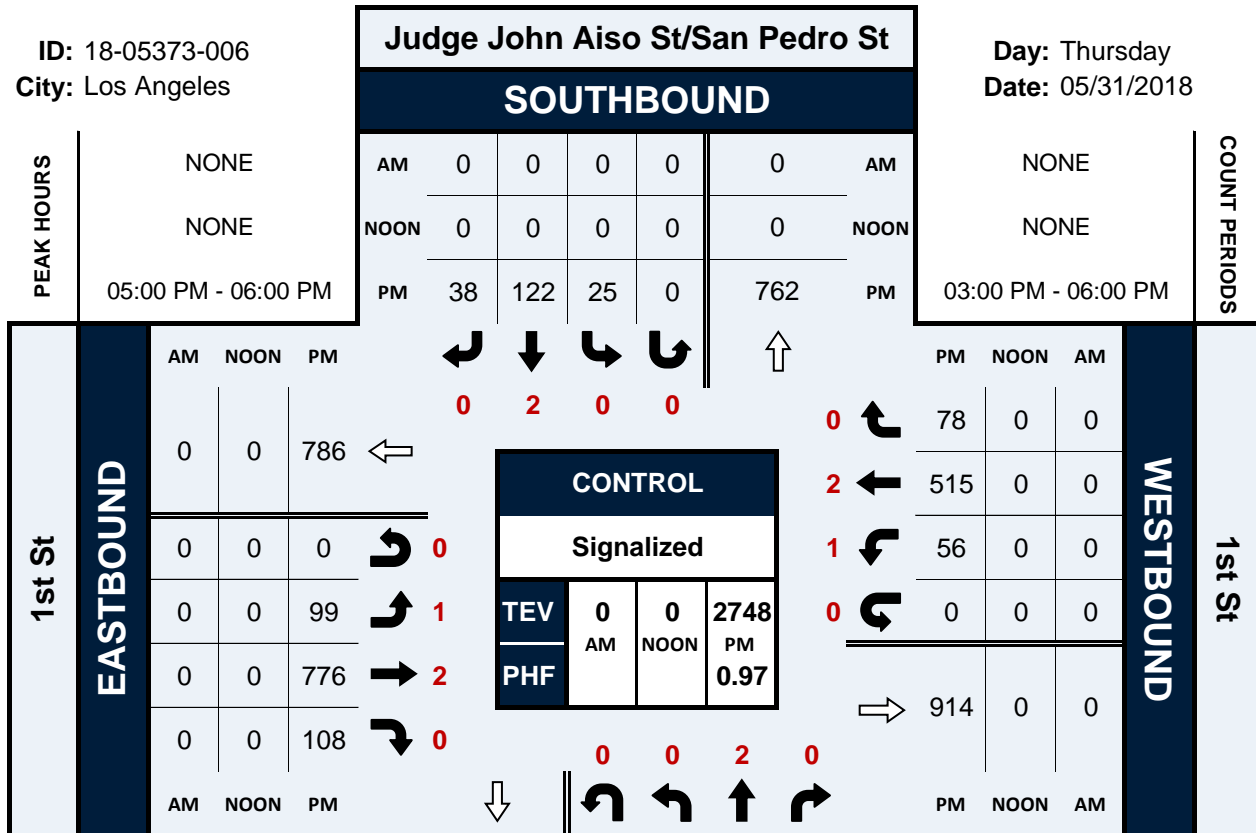 ID: 18-05373-006
City: Los Angeles
Judge John Aiso St/San Pedro St
SOUTHBOUND
Day: Thursday
Date: 05/31/2018
PEAK HOURS
NONE
NONE
05:00 PM - 06:00 PM
AM 0 0 0 0 0 AM
NOON 0 0 0 0 0 NOON
PM 38 122 25 0 762 PM
NONE
NONE
03:00 PM - 06:00 PM
COUNT PERIODS
0 2 0 0
1st St
EASTBOUND
AM NOON PM
0 0 786
0 0 0 0
0 0 99 1
0 0 776 2
0 0 108 0
AM NOON PM
CONTROL
Signalized
TEV 0 0 2748
AM NOON PM
PHF 0.97
PM NOON AM
0 78 0 0
2 515 0 0
1 56 0 0
0 0 0 0
914 0 0
PM NOON AM
WESTBOUND
1st St
0 0 2 0